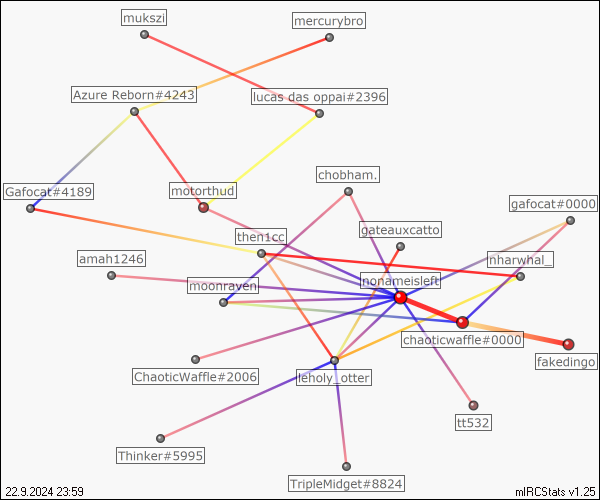 mukszi
mercurybro
Azure Reborn#4243
lucas das oppai#2396
chobham.
Gafocat#4189
motorthud
gafocat#0000
gateauxcatto
then1cc
amah1246
nharwhal_
nonameisleft
moonraven
chaoticwaffle#0000
fakedingo
ChaoticWaffle#2006
leholy_otter
tt532
Thinker#5995
TripleMidget#8824
22.9.2024 23:59
mIRCStats v1.25